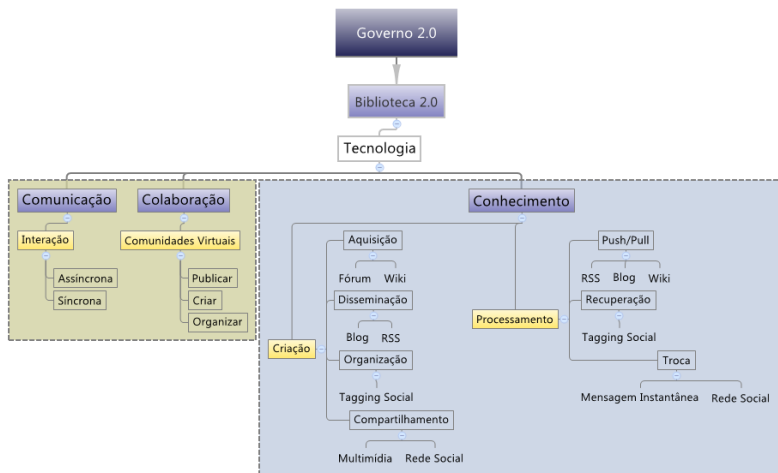 Governo 2.0
Biblioteca 2.0
Tecnologia
Comunicação
Colaboração
Conhecimento
Interação
Assíncrona
Síncrona
Comunidades Virtuais
Publicar
Criar
Organizar
Criação
Aquisição
Fórum
Wiki
Disseminação
Blog
RSS
Organização
Tagging Social
Compartilhamento
Multimídia
Rede Social
Processamento
Push/Pull
RSS
Blog
Wiki
Recuperação
Tagging Social
Troca
Mensagem Instantânea
Rede Social